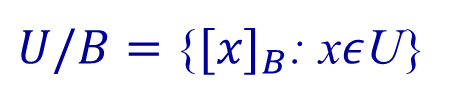 U/B = {[x]_B: xϵU}